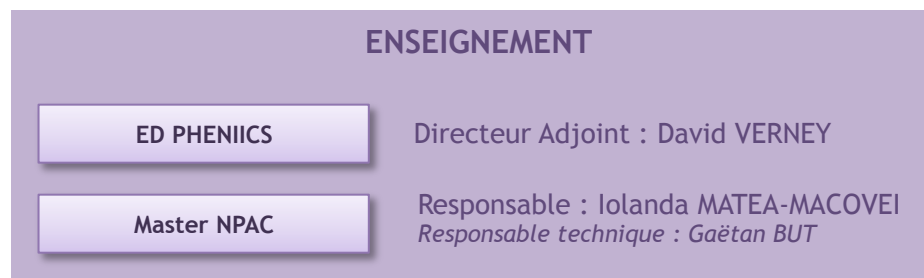 ENSEIGNEMENT
ED PHENIICS
Directeur Adjoint : David VERNEY
Master NPAC
Responsable : Iolanda MATEA-MACOVEI
Responsable technique : Gaëtan BUT